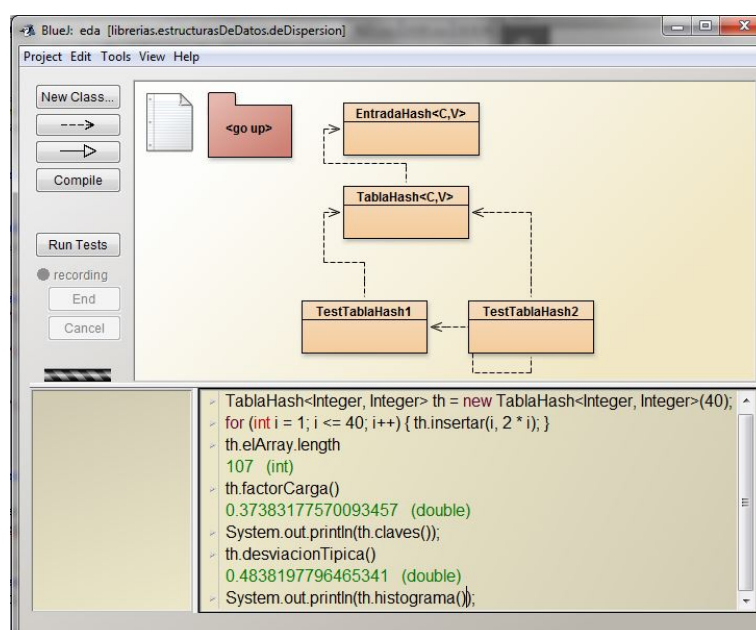 BlueJ: eda [librerias.estructurasDeDatos.deDispersion]
Project Edit Tools View Help
New Class...
Compile
Run Tests
recording
End
Cancel
<go up>
EntradaHash<C,V>
TablaHash<C,V>
TestTablaHash1
TestTablaHash2
TablaHash<Integer, Integer> th = new TablaHash<Integer, Integer>(40);
for (int i = 1; i <= 40; i++) { th.insertar(i, 2 * i); }
th.elArray.length
107 (int)
th.factorCarga()
0.37383177570093457 (double)
System.out.println(th.claves());
th.desviacionTipica()
0.4838197796465341 (double)
System.out.println(th.histograma());